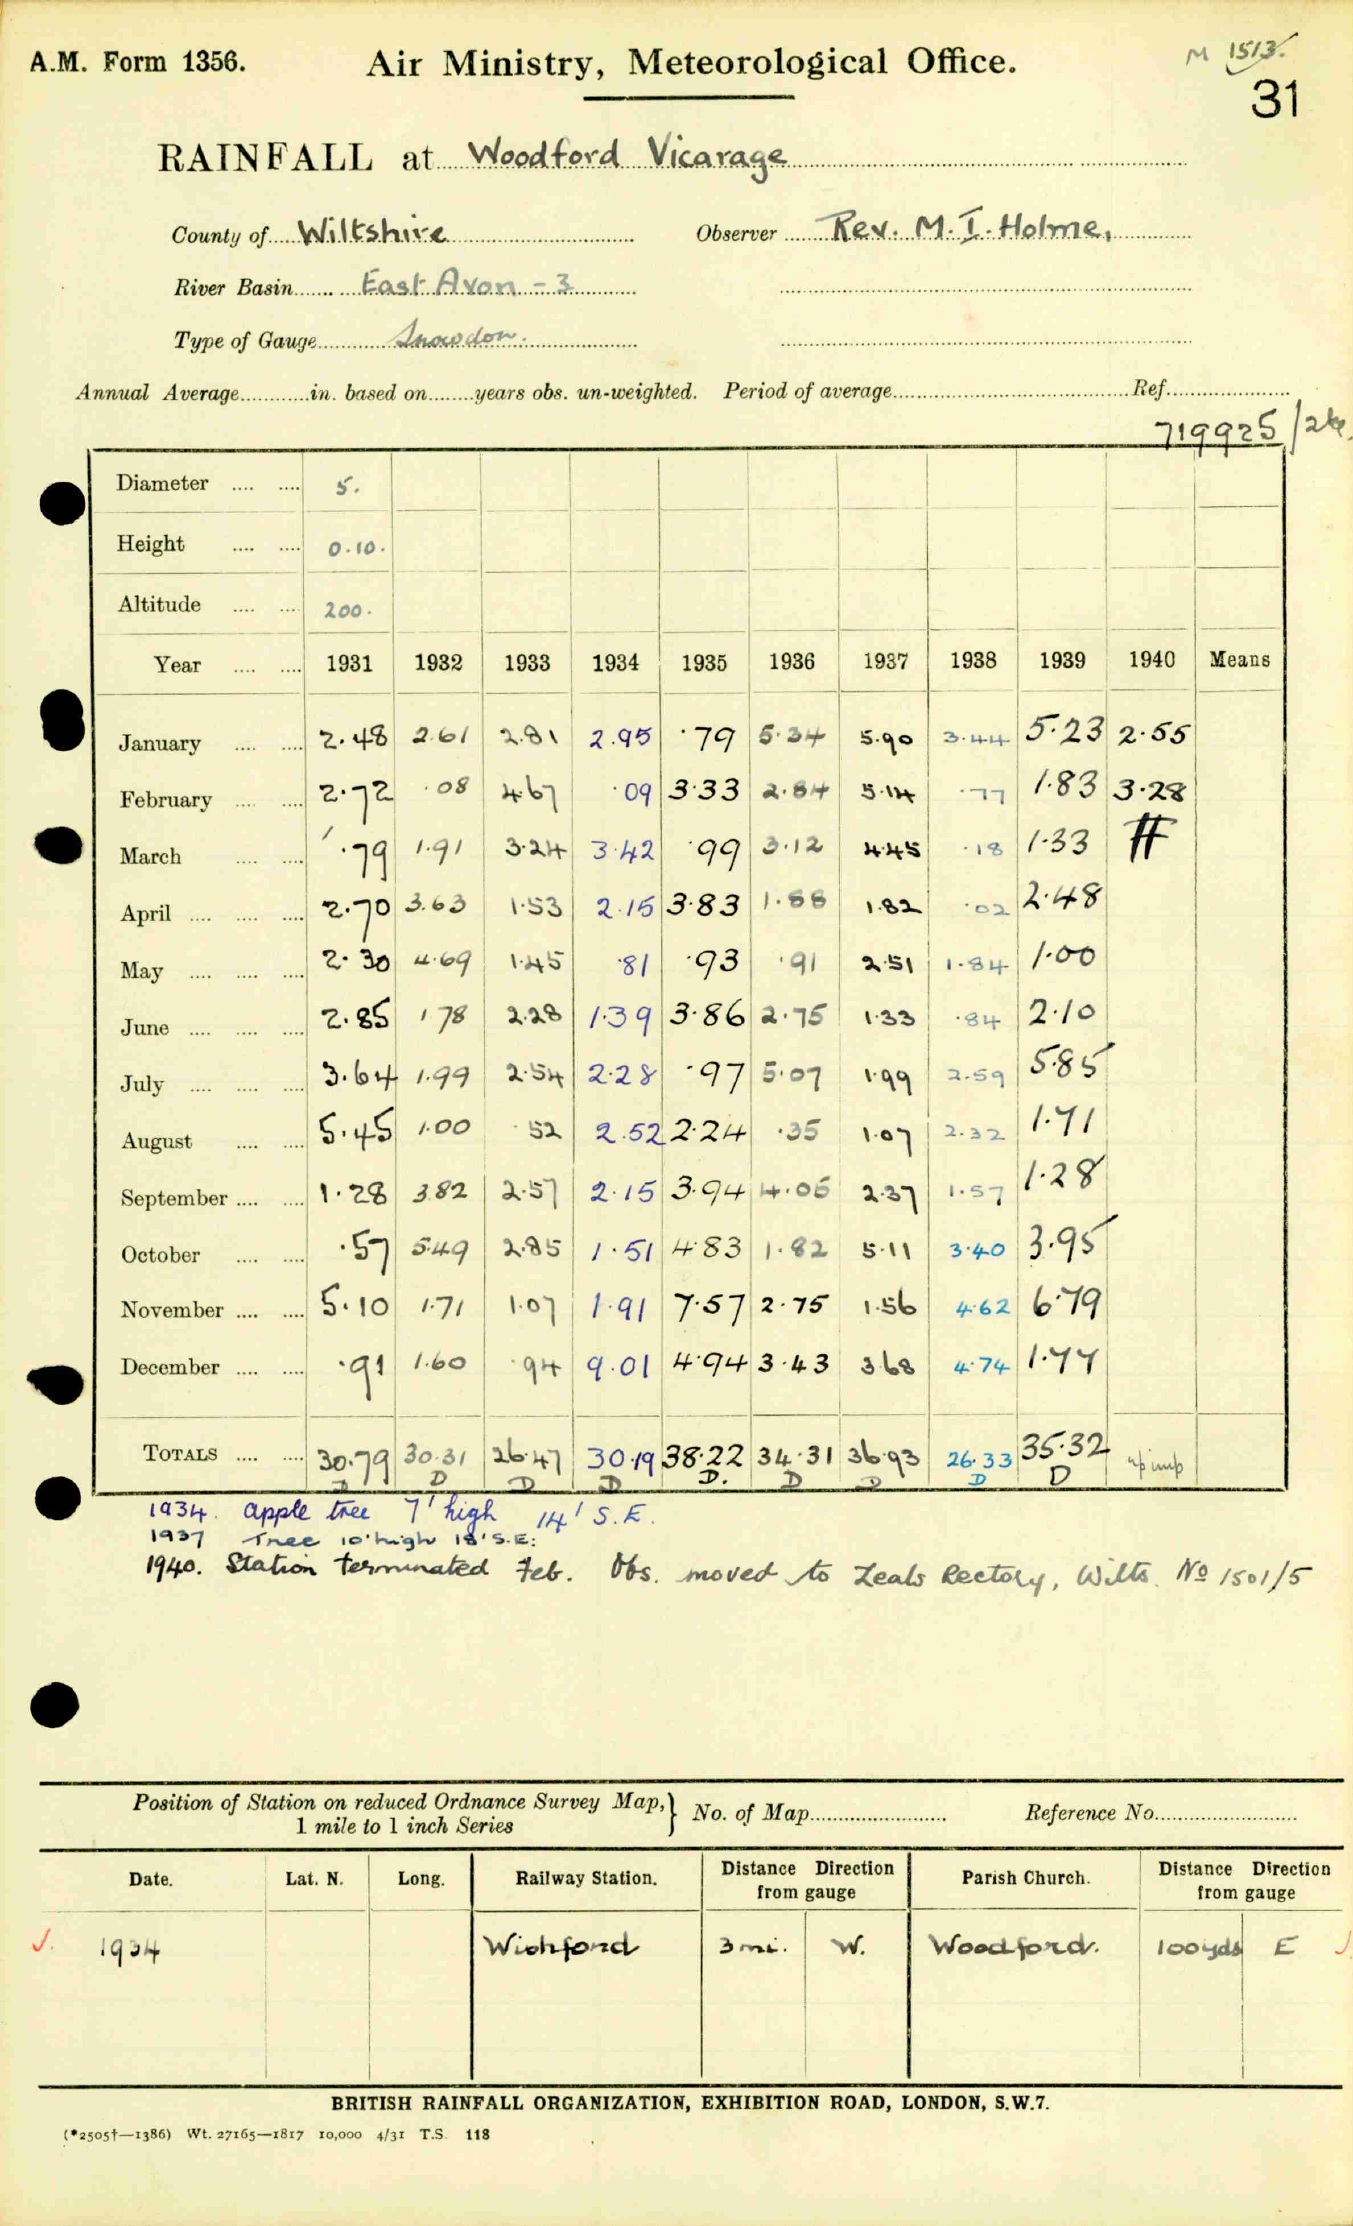 A.M. Form 1356.
Air Ministry, Meteorological Office.
M 1513.
31
RAINFALL at Woodford Vicarage
County of Wiltshire Observer Rev. M. I. Holme,
River Basin East Avon - 3
Type of Gauge Snowdon.
Annual Average in. based on years obs. un-weighted. Period of average Ref.
719925/
Diameter 5.
Height 0.10.
Altitude 200.
Year 1931 1932 1933 1934 1935 1936 1937 1938 1939 1940 Means
January 2.48 2.61 2.81 2.95 .79 5.34 5.90 3.44 5.23 2.55
February 2.72 .08 4.67 .09 3.33 2.84 5.14 .77 1.83 3.28
March .79 1.91 3.24 3.42 .99 3.12 4.45 .18 1.33 #
April 2.70 3.63 1.53 2.15 3.83 1.88 1.82 .02 2.48
May 2.30 4.69 1.45 .81 .93 .91 2.51 1.84 1.00
June 2.85 1.78 2.28 1.39 3.86 2.75 1.33 .84 2.10
July 3.64 1.99 2.54 2.28 .97 5.07 1.99 2.59 5.85
August 5.45 1.00 .52 2.52 2.24 .35 1.07 2.32 1.71
September 1.28 3.82 2.57 2.15 3.94 4.05 2.37 1.57 1.28
October .57 5.49 2.85 1.51 4.83 1.82 5.11 3.40 3.95
November 5.10 1.71 1.07 1.91 7.57 2.75 1.56 4.62 6.79
December .91 1.60 .94 9.01 4.94 3.43 3.68 4.74 1.77
TOTALS 30.79 30.31 26.47 30.19 38.22 34.31 36.93 26.33 35.32
D D D D D. D D D D
1934. apple tree 7' high 14' S.E.
1937 Tree 10' high 18' S.E:
1940. Station terminated Feb. Obs. moved to Zeals Rectory, Wilts. No 1501/5
Position of Station on reduced Ordnance Survey Map, } No. of Map Reference No.
1 mile to 1 inch Series
Date. Lat. N. Long. Railway Station. Distance Direction from gauge Parish Church. Distance Direction from gauge
1934 Wishford 3 mi. W. Woodford. 100 yds E
BRITISH RAINFALL ORGANIZATION, EXHIBITION ROAD, LONDON, S.W.7.
(*2505†—1386) Wt. 27165—1817 10,000 4/31 T.S. 118